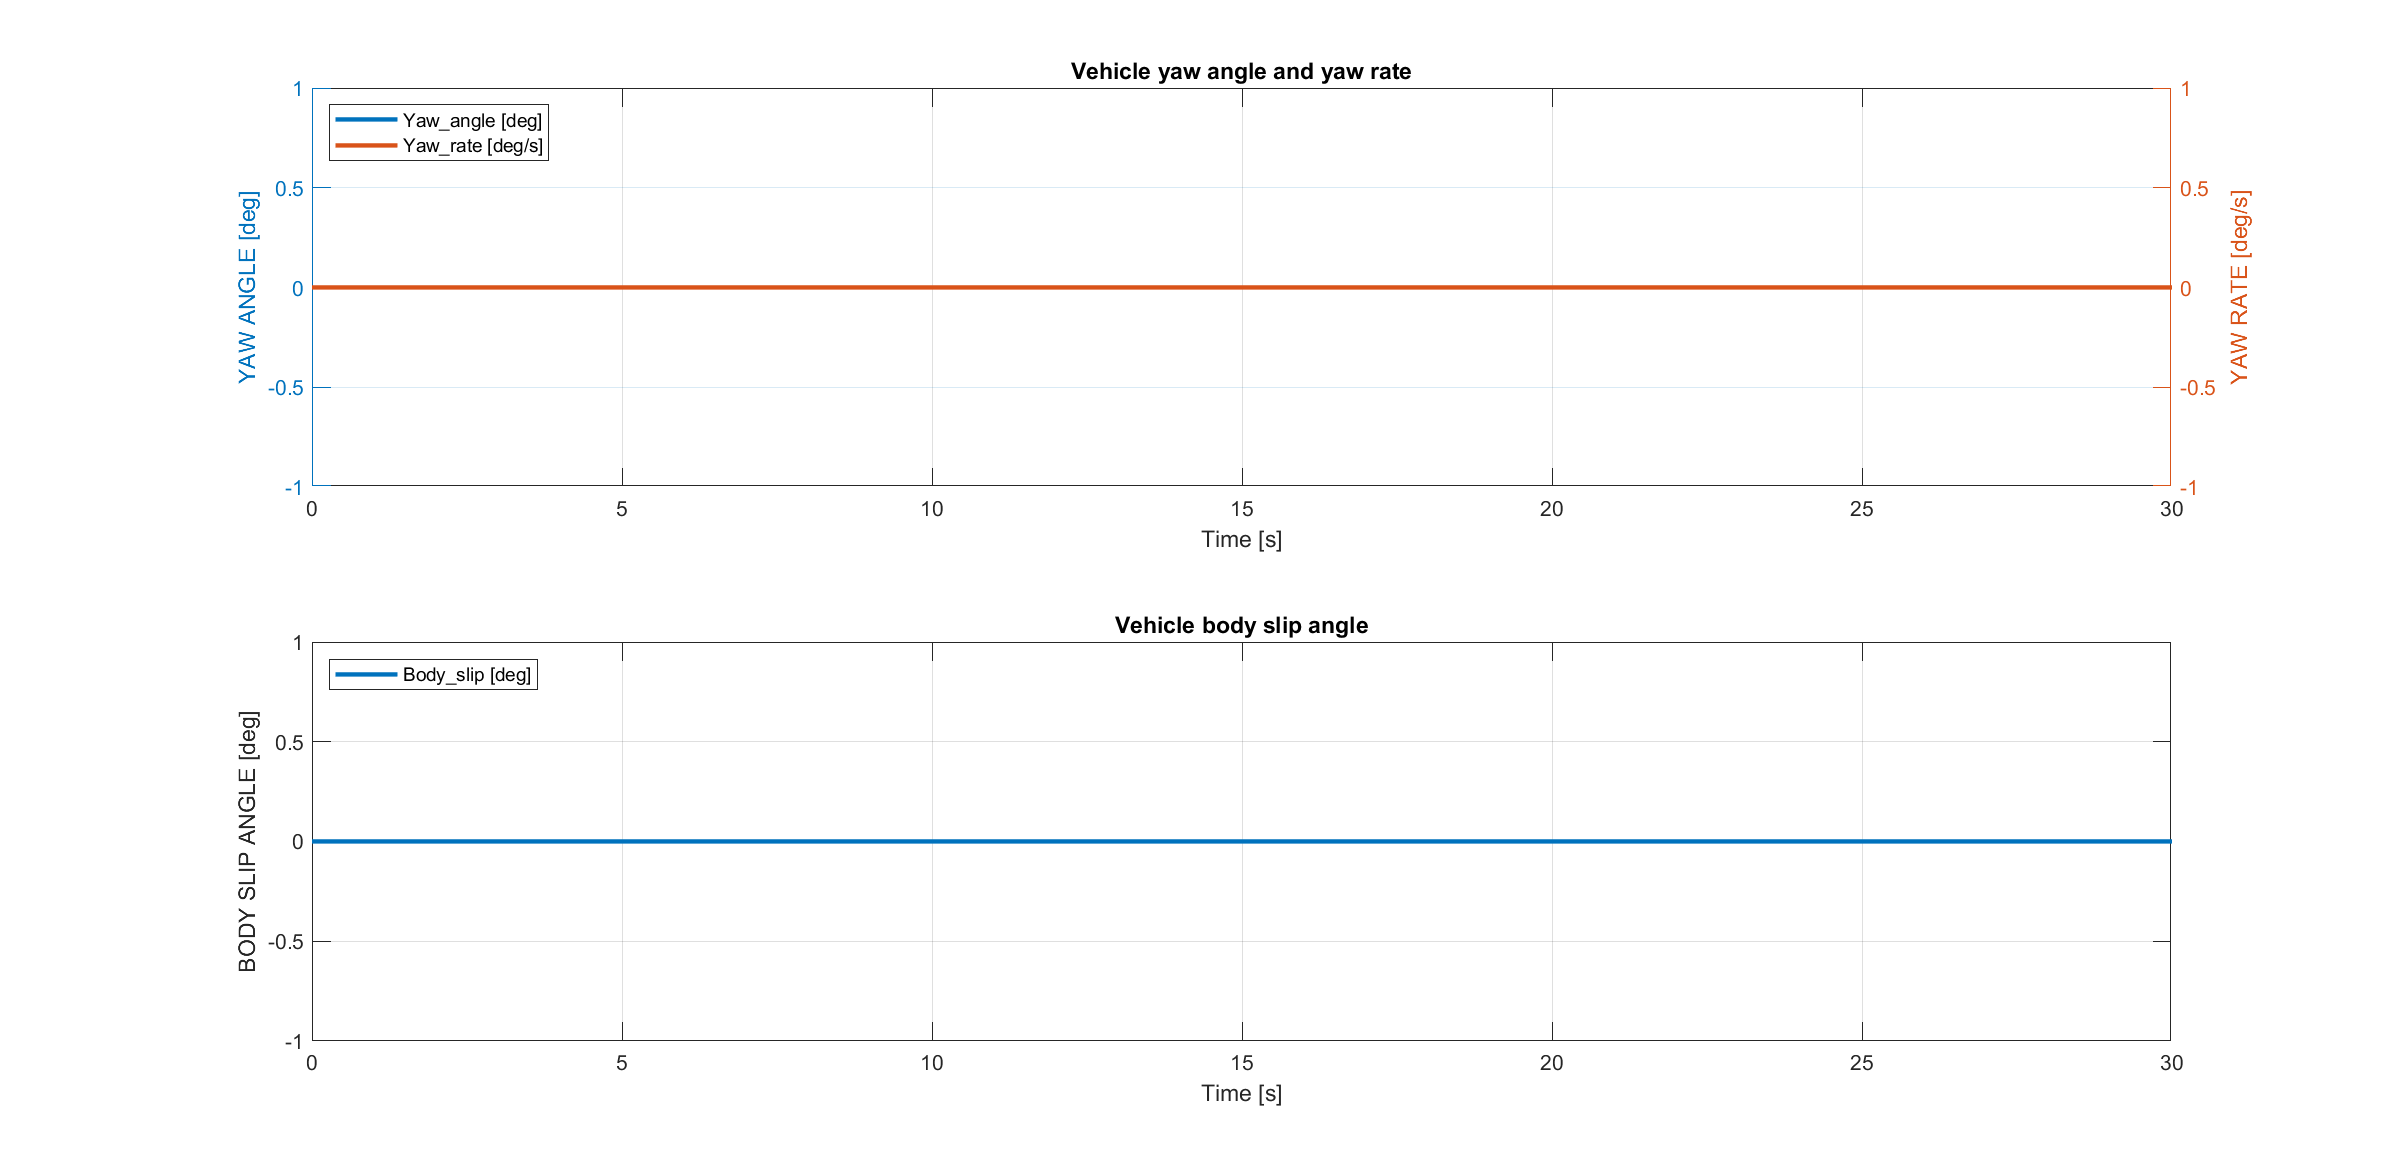 Vehicle yaw angle and yaw rate
Yaw_angle [deg]
Yaw_rate [deg/s]
YAW ANGLE [deg]
1
0.5
0
-0.5
-1
YAW RATE [deg/s]
1
0.5
0
-0.5
-1
0 5 10 15 20 25 30
Time [s]
Vehicle body slip angle
Body_slip [deg]
BODY SLIP ANGLE [deg]
1
0.5
0
-0.5
-1
0 5 10 15 20 25 30
Time [s]